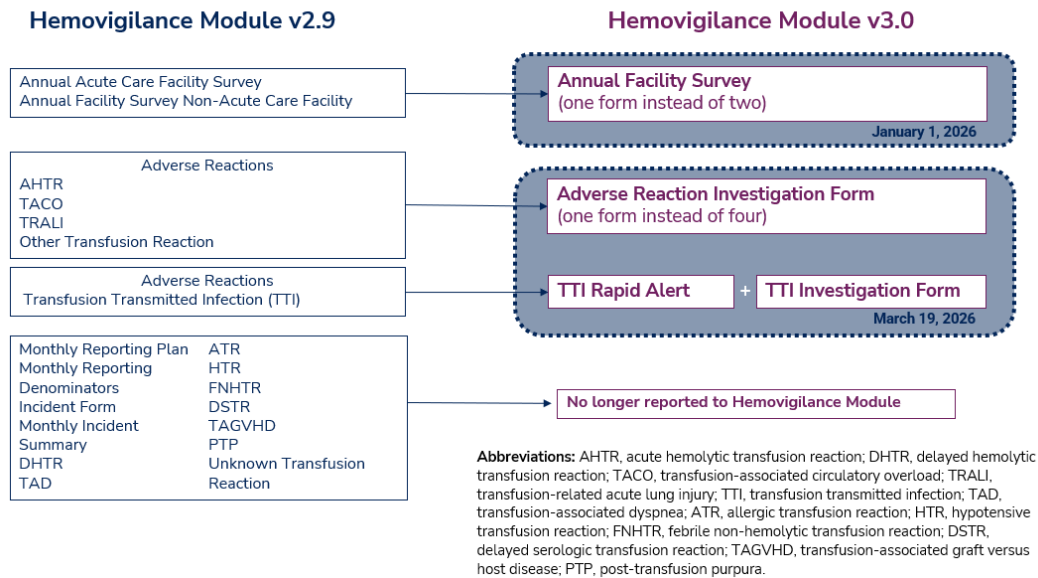 Hemovigilance Module v2.9
Hemovigilance Module v3.0
Annual Acute Care Facility Survey
Annual Facility Survey Non-Acute Care Facility
Annual Facility Survey
(one form instead of two)
January 1, 2026
Adverse Reactions
AHTR
TACO
TRALI
Other Transfusion Reaction
Adverse Reaction Investigation Form
(one form instead of four)
Adverse Reactions
Transfusion Transmitted Infection (TTI)
TTI Rapid Alert
+
TTI Investigation Form
March 19, 2026
Monthly Reporting Plan
Monthly Reporting
Denominators
Incident Form
Monthly Incident
Summary
DHTR
TAD
ATR
HTR
FNHTR
DSTR
TAGVHD
PTP
Unknown Transfusion
Reaction
No longer reported to Hemovigilance Module
Abbreviations: AHTR, acute hemolytic transfusion reaction; DHTR, delayed hemolytic
transfusion reaction; TACO, transfusion-associated circulatory overload; TRALI,
transfusion-related acute lung injury; TTI, transfusion transmitted infection; TAD,
transfusion-associated dyspnea; ATR, allergic transfusion reaction; HTR, hypotensive
transfusion reaction; FNHTR, febrile non-hemolytic transfusion reaction; DSTR,
delayed serologic transfusion reaction; TAGVHD, transfusion-associated graft versus
host disease; PTP, post-transfusion purpura.